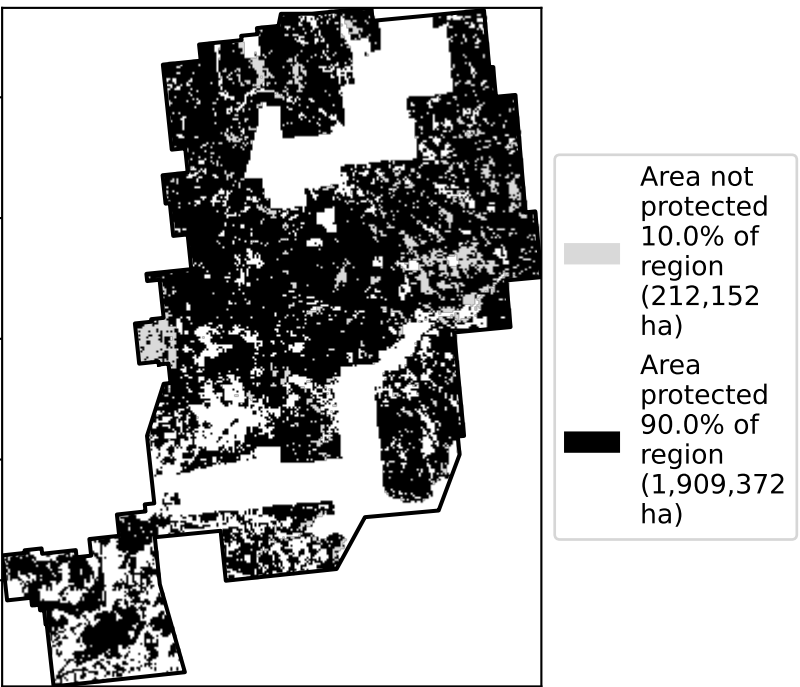 Area not
protected
10.0% of
region
(212,152
ha)
Area
protected
90.0% of
region
(1,909,372
ha)